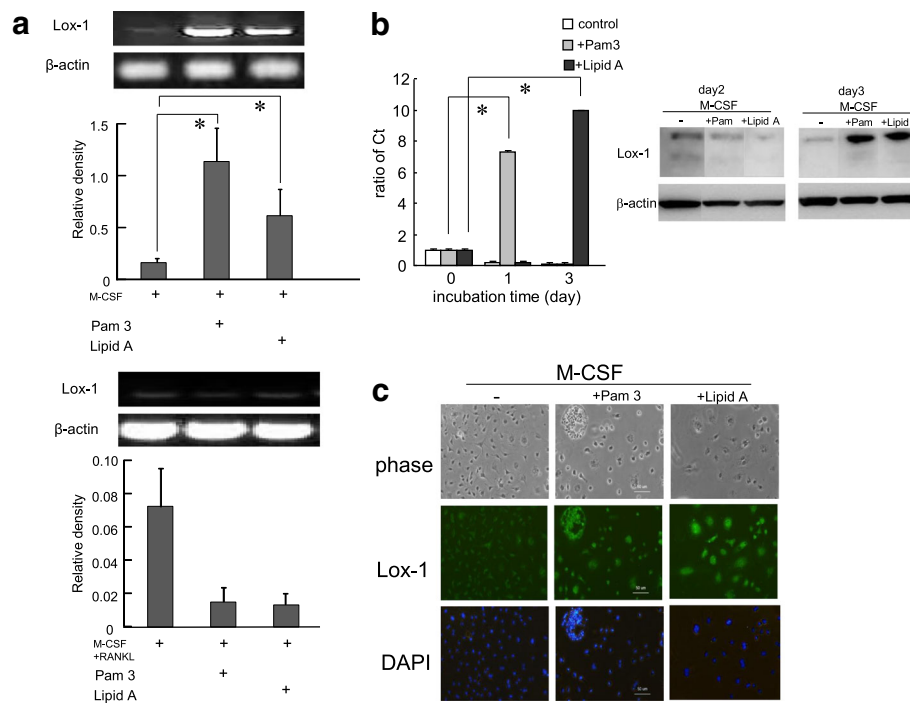 a
Lox-1
β-actin
Relative density
1.5
1.0
0.5
0
*
*
M-CSF + + +
Pam 3 +
Lipid A +
Lox-1
β-actin
Relative density
0.10
0.08
0.06
0.04
0.02
0
M-CSF + + +
+RANKL
Pam 3 +
Lipid A +
b
control
+Pam3
+Lipid A
ratio of Ct
12
10
8
6
4
2
0
*
*
0 1 3
incubation time (day)
day2
M-CSF
- +Pam +Lipid A
day3
M-CSF
- +Pam +Lipid
Lox-1
β-actin
c
M-CSF
- +Pam 3 +Lipid A
phase
Lox-1
DAPI